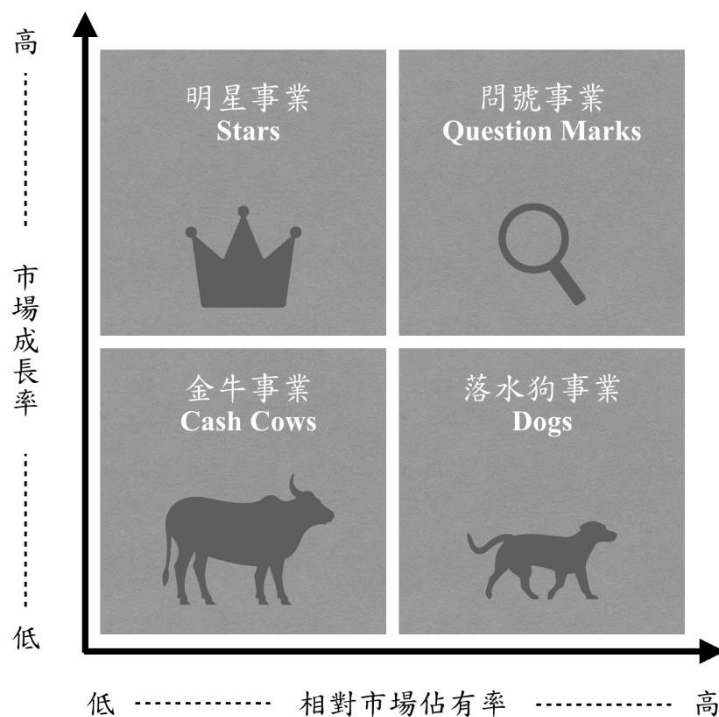 高
明星事業
Stars
問號事業
Question Marks
市場成長率
金牛事業
Cash Cows
落水狗事業
Dogs
低
低
相對市場佔有率
高